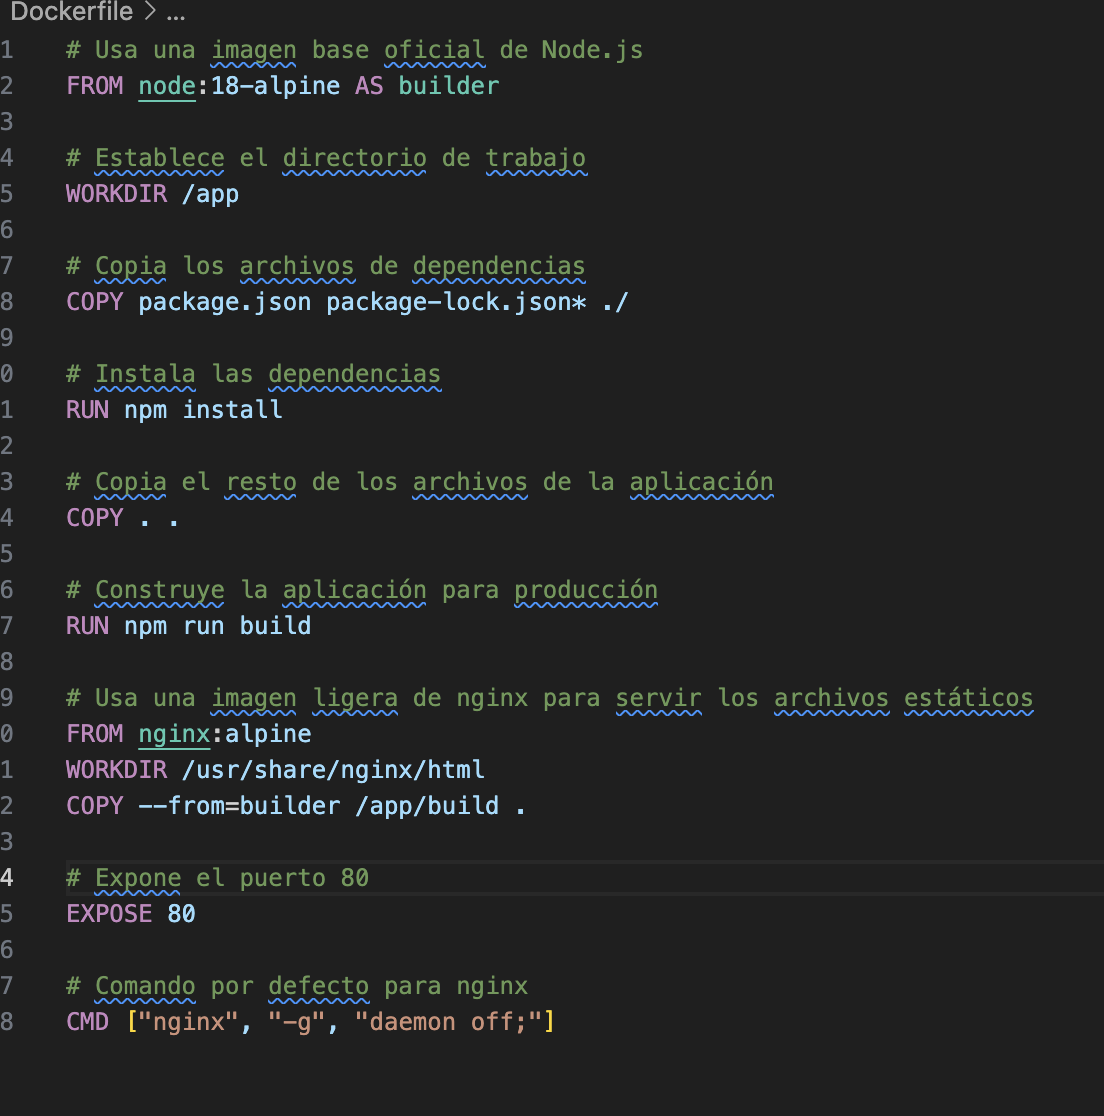 Dockerfile > ...
1 # Usa una imagen base oficial de Node.js
2 FROM node:18-alpine AS builder
3
4 # Establece el directorio de trabajo
5 WORKDIR /app
6
7 # Copia los archivos de dependencias
8 COPY package.json package-lock.json* ./
9
0 # Instala las dependencias
1 RUN npm install
2
3 # Copia el resto de los archivos de la aplicación
4 COPY . .
5
6 # Construye la aplicación para producción
7 RUN npm run build
8
9 # Usa una imagen ligera de nginx para servir los archivos estáticos
0 FROM nginx:alpine
1 WORKDIR /usr/share/nginx/html
2 COPY --from=builder /app/build .
3
4 # Expone el puerto 80
5 EXPOSE 80
6
7 # Comando por defecto para nginx
8 CMD ["nginx", "-g", "daemon off;"]